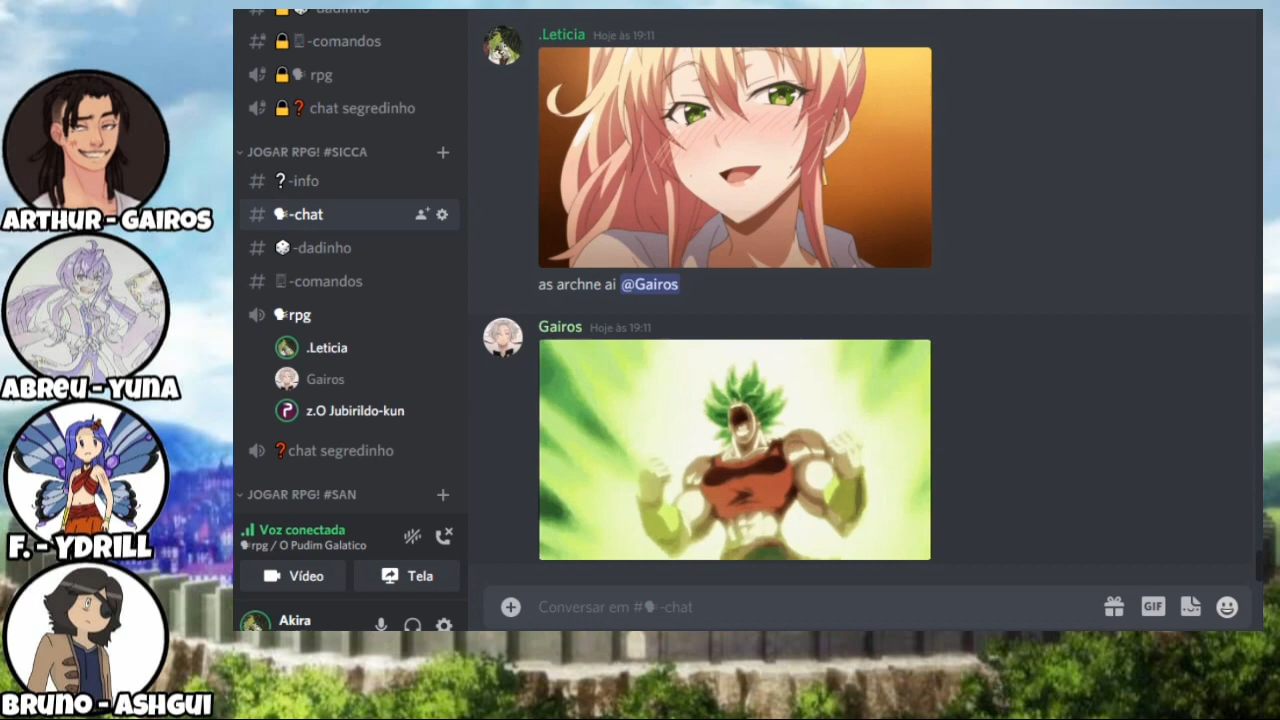 -dadinho
-comandos
rpg
chat segredinho
JOGAR RPG! #SICCA
-info
-chat
-dadinho
-comandos
rpg
.Leticia
Gairos
z.O Jubirildo-kun
chat segredinho
JOGAR RPG! #SAN
Voz conectada
rpg / O Pudim Galatico
Vídeo
Tela
Akira
.Leticia Hoje às 19:11
as archne ai @Gairos
Gairos Hoje às 19:11
Conversar em #🗣-chat
GIF
ARTHUR - GAIROS
ABREU - YUNA
F. - YDRILL
BRUNO - ASHGUI